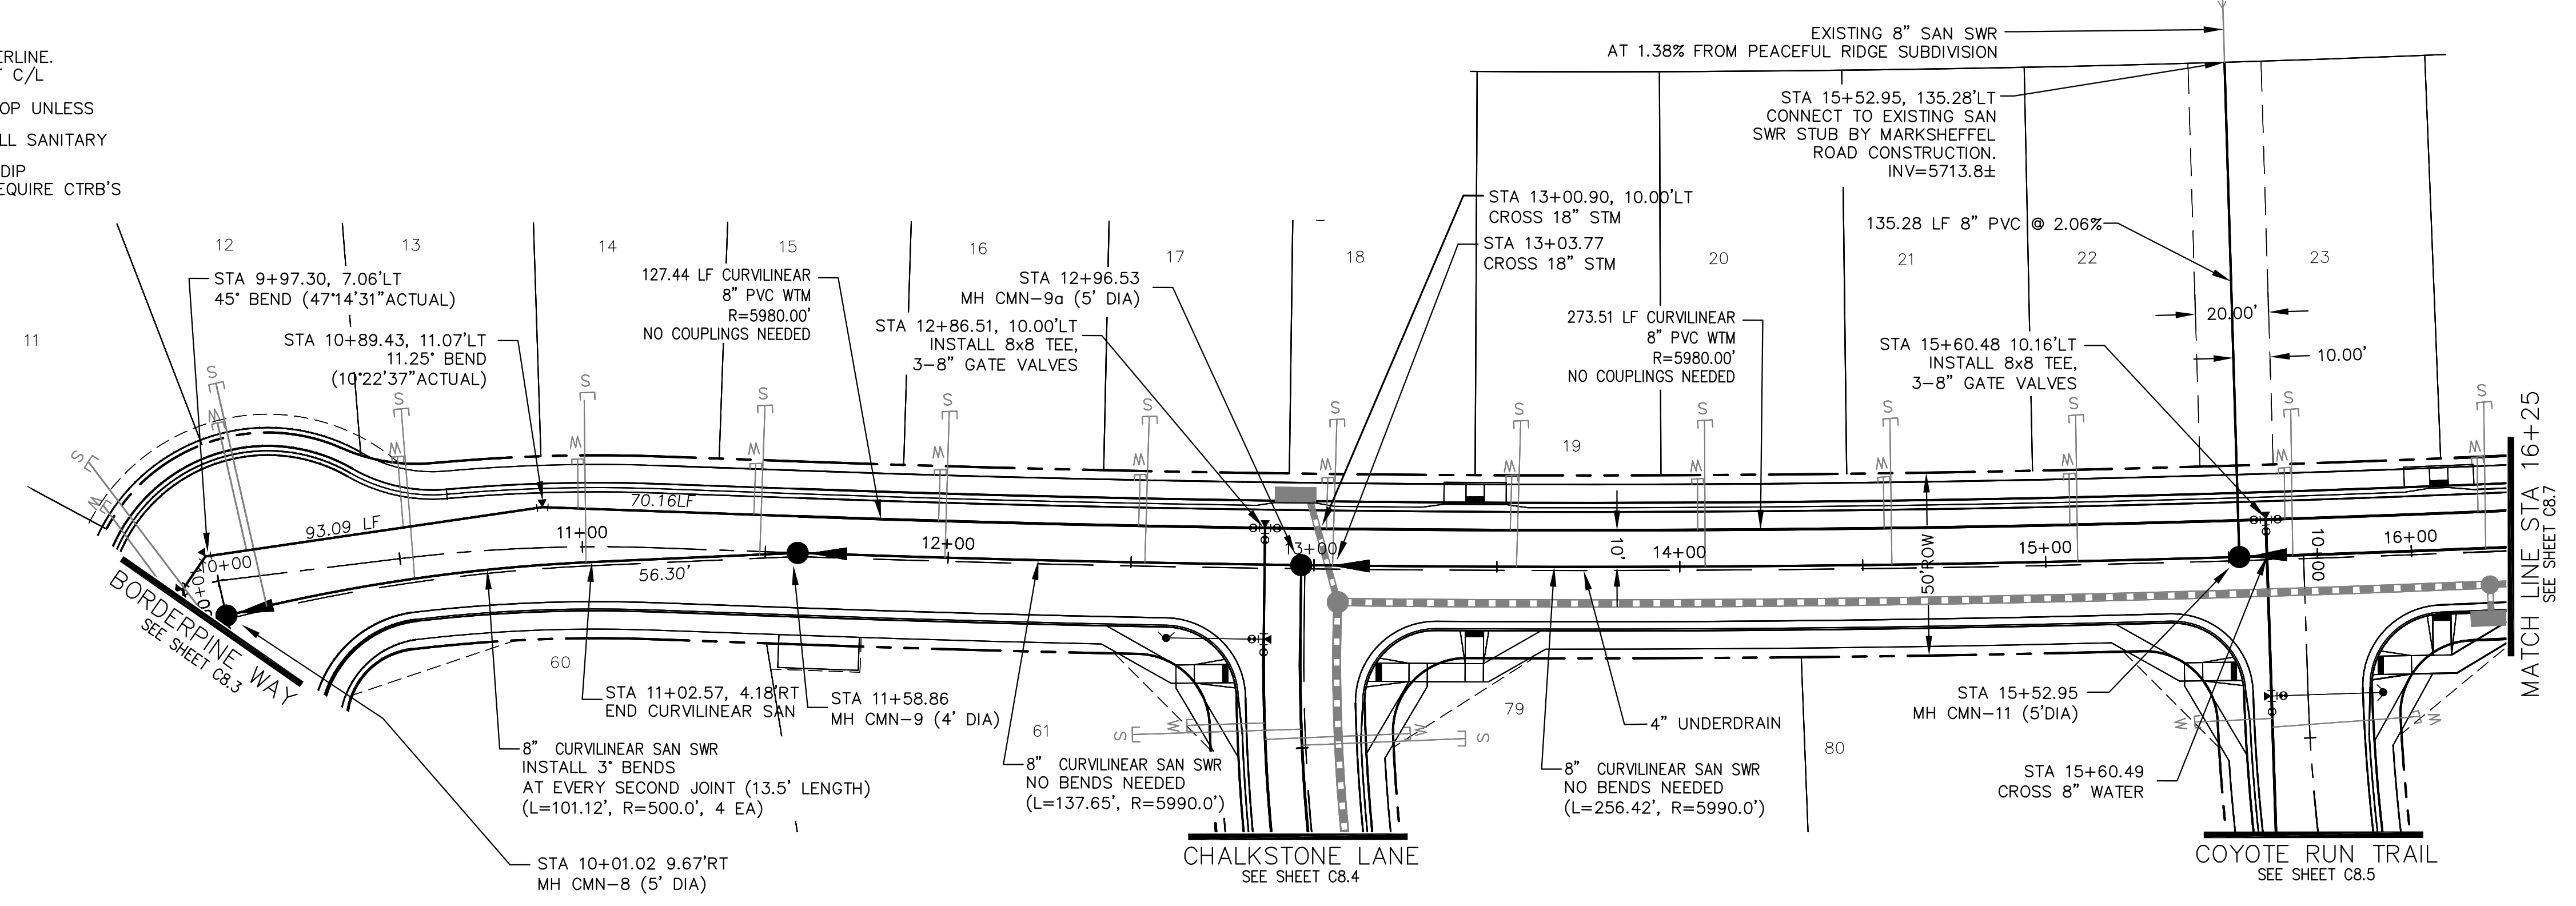 ERLINE.
T C/L
OP UNLESS
LL SANITARY
DIP
EQUIRE CTRB'S
EXISTING 8" SAN SWR
AT 1.38% FROM PEACEFUL RIDGE SUBDIVISION
STA 15+52.95, 135.28'LT
CONNECT TO EXISTING SAN
SWR STUB BY MARKSHEFFEL
ROAD CONSTRUCTION.
INV=5713.8±
135.28 LF 8" PVC @ 2.06%
STA 13+00.90, 10.00'LT
CROSS 18" STM
STA 13+03.77
CROSS 18" STM
11
12
13
14
15
16
17
18
19
20
21
22
23
STA 9+97.30, 7.06'LT
45° BEND (47°14'31"ACTUAL)
STA 10+89.43, 11.07'LT
11.25° BEND
(10°22'37"ACTUAL)
127.44 LF CURVILINEAR
8" PVC WTM
R=5980.00'
NO COUPLINGS NEEDED
STA 12+96.53
MH CMN-9a (5' DIA)
STA 12+86.51, 10.00'LT
INSTALL 8x8 TEE,
3-8" GATE VALVES
273.51 LF CURVILINEAR
8" PVC WTM
R=5980.00'
NO COUPLINGS NEEDED
STA 15+60.48 10.16'LT
INSTALL 8x8 TEE,
3-8" GATE VALVES
20.00'
10.00'
S
W
S
W
S
W
S
W
S
W
S
W
S
W
S
W
S
W
S
W
S
W
S
W
S
W
S
W
93.09 LF
70.16LF
56.30'
10+00
10+00
11+00
12+00
13+00
14+00
15+00
16+00
10+00
10'
50'ROW
MATCH LINE STA 16+25
SEE SHEET C8.7
BORDERPINE WAY
SEE SHEET C8.3
60
61
79
80
STA 11+02.57, 4.18'RT
END CURVILINEAR SAN
STA 11+58.86
MH CMN-9 (4' DIA)
8" CURVILINEAR SAN SWR
INSTALL 3° BENDS
AT EVERY SECOND JOINT (13.5' LENGTH)
(L=101.12', R=500.0', 4 EA)
8" CURVILINEAR SAN SWR
NO BENDS NEEDED
(L=137.65', R=5990.0')
S
W
W
S
8" CURVILINEAR SAN SWR
NO BENDS NEEDED
(L=256.42', R=5990.0')
4" UNDERDRAIN
STA 15+52.95
MH CMN-11 (5'DIA)
STA 15+60.49
CROSS 8" WATER
W
W
STA 10+01.02 9.67'RT
MH CMN-8 (5' DIA)
CHALKSTONE LANE
SEE SHEET C8.4
COYOTE RUN TRAIL
SEE SHEET C8.5